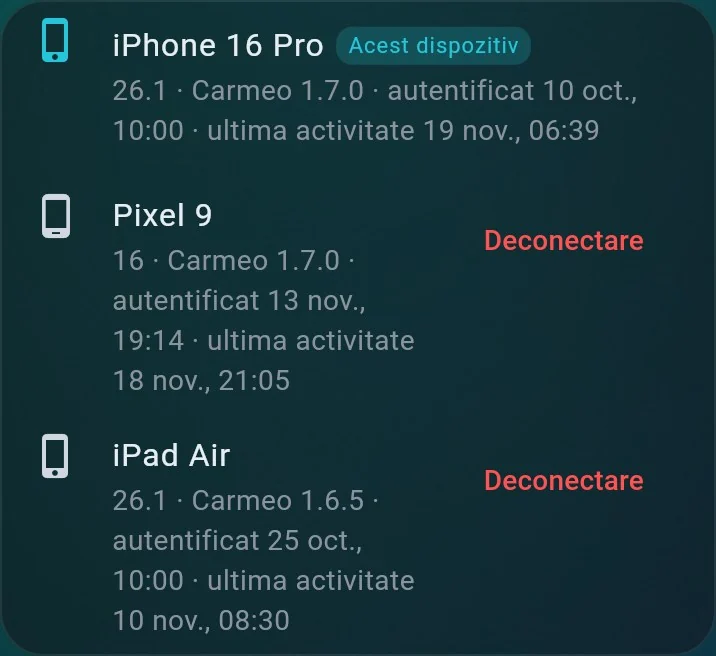 iPhone 16 Pro Acest dispozitiv
26.1 · Carmeo 1.7.0 · autentificat 10 oct.,
10:00 · ultima activitate 19 nov., 06:39
Pixel 9
Deconectare
16 · Carmeo 1.7.0 ·
autentificat 13 nov.,
19:14 · ultima activitate
18 nov., 21:05
iPad Air
Deconectare
26.1 · Carmeo 1.6.5 ·
autentificat 25 oct.,
10:00 · ultima activitate
10 nov., 08:30